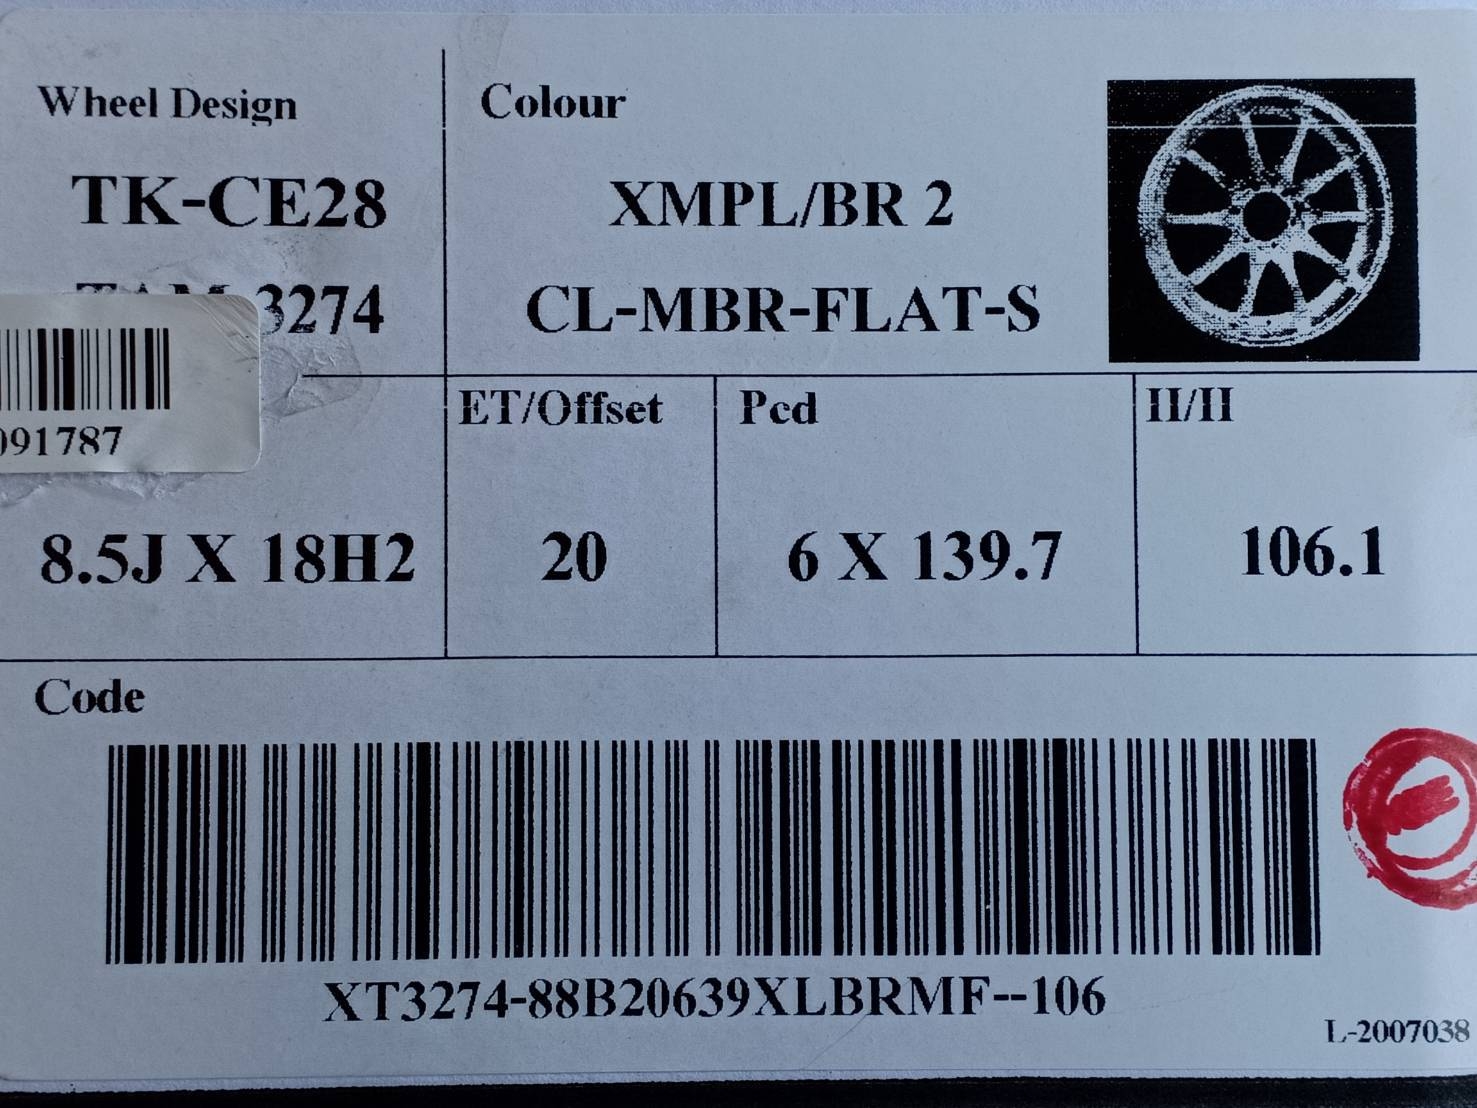 Wheel Design
Colour
TK-CE28
XMPL/BR 2
3274
CL-MBR-FLAT-S
ET/Offset
Pcd
II/II
091787
8.5J X 18H2
20
6 X 139.7
106.1
Code
XT3274-88B20639XLBRMF--106
L-2007038